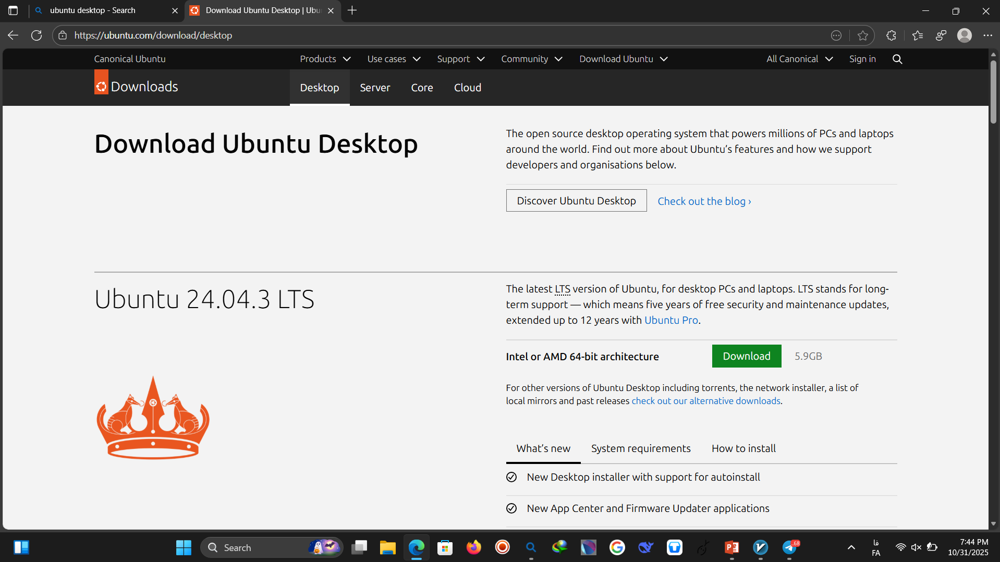 ubuntu desktop - Search
Download Ubuntu Desktop | Ubu
https://ubuntu.com/download/desktop
Canonical Ubuntu
Products
Use cases
Support
Community
Download Ubuntu
All Canonical
Sign in
Downloads
Desktop
Server
Core
Cloud
Download Ubuntu Desktop
The open source desktop operating system that powers millions of PCs and laptops
around the world. Find out more about Ubuntu’s features and how we support
developers and organisations below.
Discover Ubuntu Desktop
Check out the blog ›
Ubuntu 24.04.3 LTS
The latest LTS version of Ubuntu, for desktop PCs and laptops. LTS stands for long-
term support — which means five years of free security and maintenance updates,
extended up to 12 years with Ubuntu Pro.
Intel or AMD 64-bit architecture
Download
5.9GB
For other versions of Ubuntu Desktop including torrents, the network installer, a list of
local mirrors and past releases check out our alternative downloads.
What’s new
System requirements
How to install
New Desktop installer with support for autoinstall
New App Center and Firmware Updater applications
Search
فا
FA
7:44 PM
10/31/2025